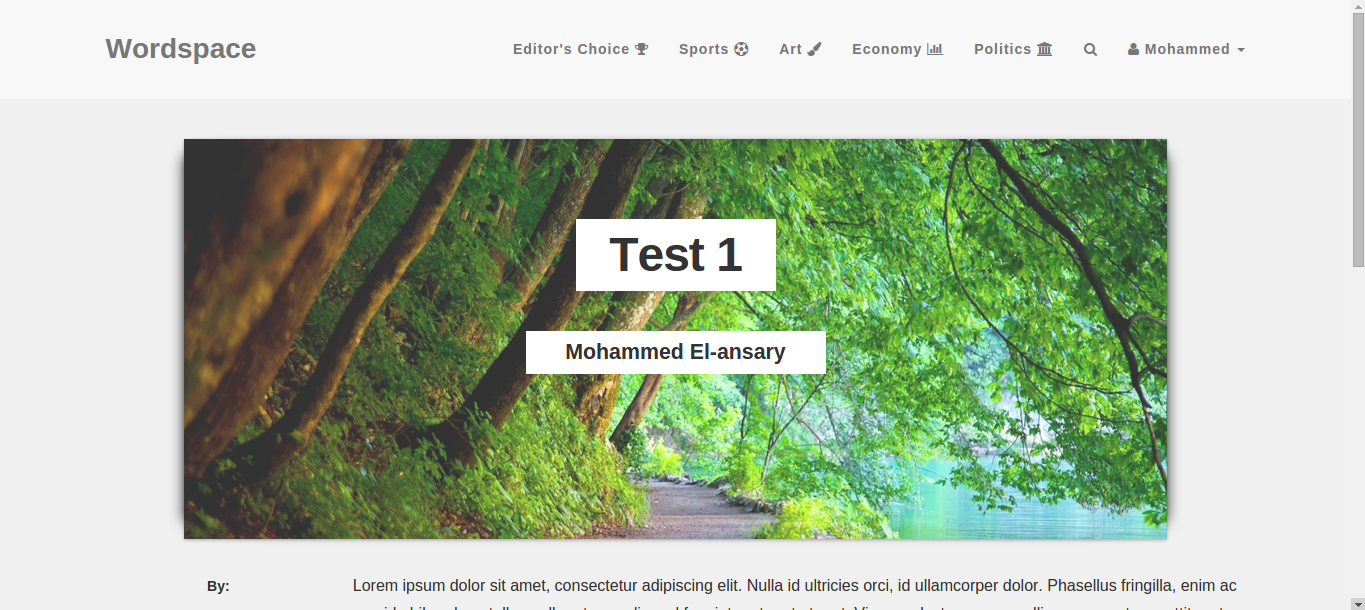 Wordspace
Editor's Choice Sports Art Economy Politics Mohammed
Test 1
Mohammed El-ansary
By:
Lorem ipsum dolor sit amet, consectetur adipiscing elit. Nulla id ultricies orci, id ullamcorper dolor. Phasellus fringilla, enim ac